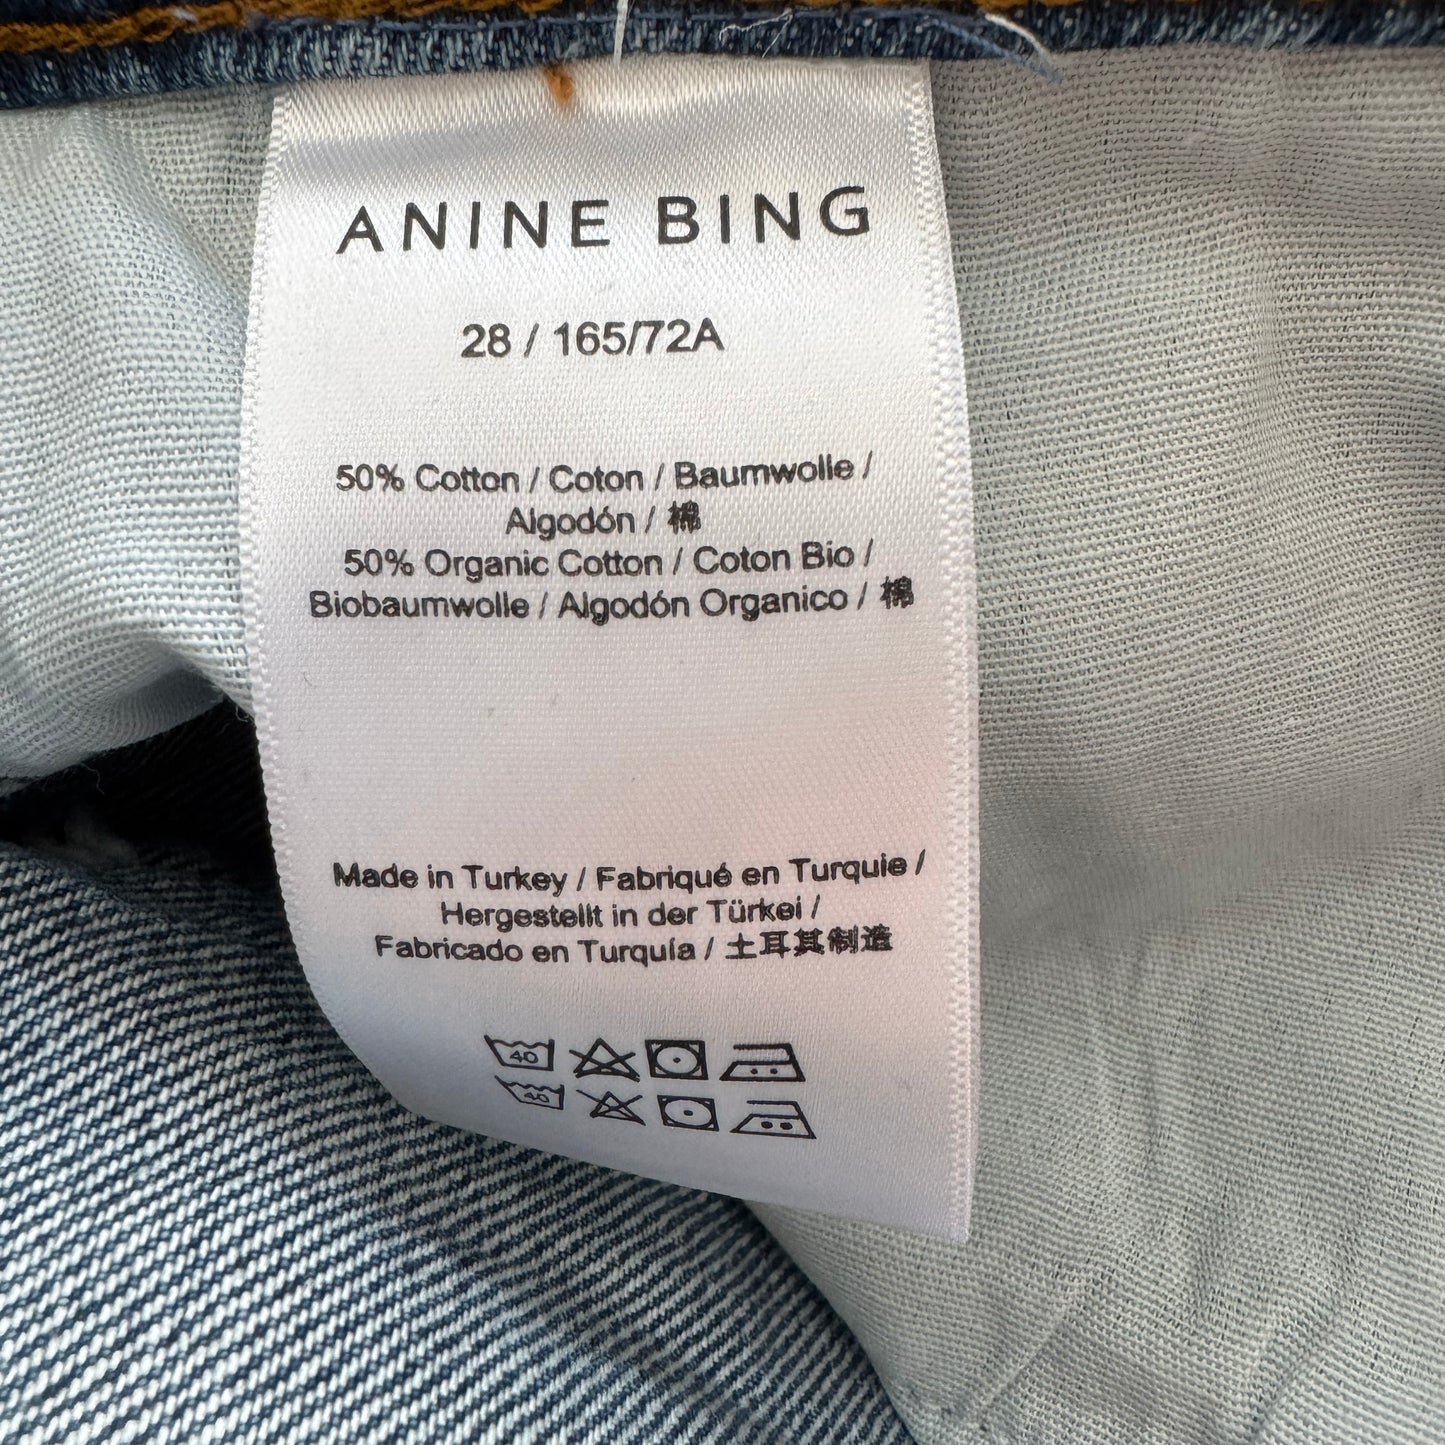 ANINE BING
28 / 165/72A
50% Cotton / Coton / Baumwolle /
Algodón / 棉
50% Organic Cotton / Coton Bio /
Biobaumwolle / Algodón Organico / 棉
Made in Turkey / Fabriqué en Turquie /
Hergestellt in der Türkei /
Fabricado en Turquía / 土耳其制造
40
40